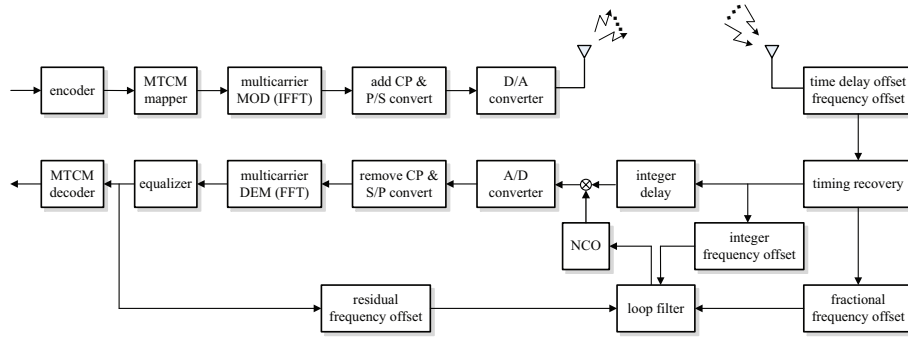 encoder
MTCM
mapper
multicarrier
MOD (IFFT)
add CP &
P/S convert
D/A
converter
time delay offset
frequency offset
MTCM
decoder
equalizer
multicarrier
DEM (FFT)
remove CP &
S/P convert
A/D
converter
integer
delay
timing recovery
NCO
integer
frequency offset
residual
frequency offset
loop filter
fractional
frequency offset